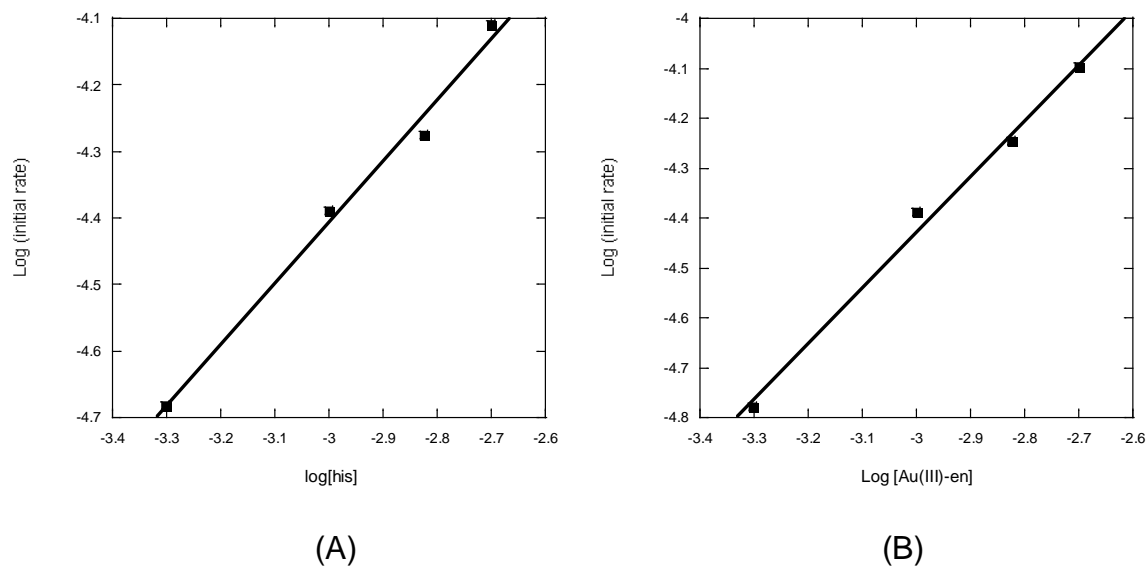 -4.1
-4.2
-4.3
-4.4
-4.5
-4.6
-4.7
Log (initial rate)
-3.4 -3.3 -3.2 -3.1 -3 -2.9 -2.8 -2.7 -2.6
log[his]
(A)
-4
-4.1
-4.2
-4.3
-4.4
-4.5
-4.6
-4.7
-4.8
Log (initial rate)
-3.4 -3.3 -3.2 -3.1 -3 -2.9 -2.8 -2.7 -2.6
Log [Au(III)-en]
(B)